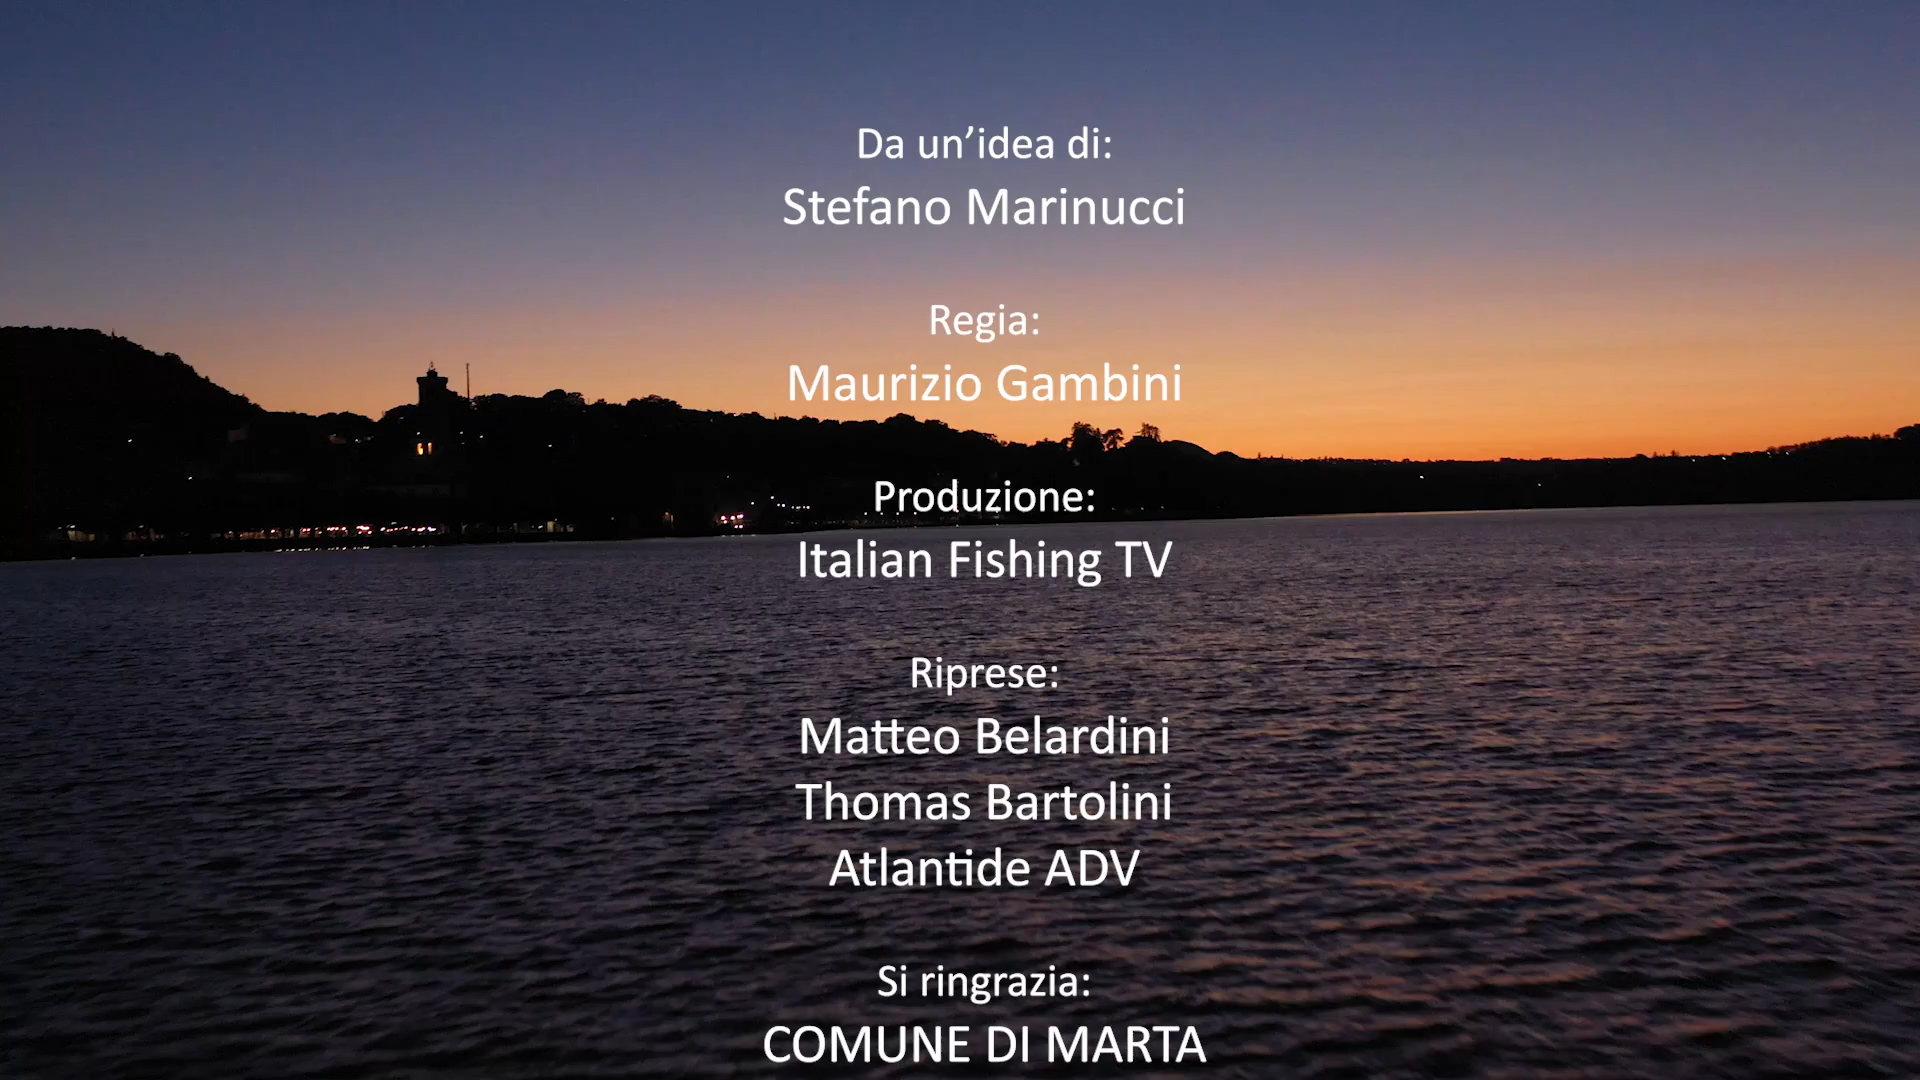 Da un’idea di:
Stefano Marinucci
Regia:
Maurizio Gambini
Produzione:
Italian Fishing TV
Riprese:
Matteo Belardini
Thomas Bartolini
Atlantide ADV
Si ringrazia:
COMUNE DI MARTA